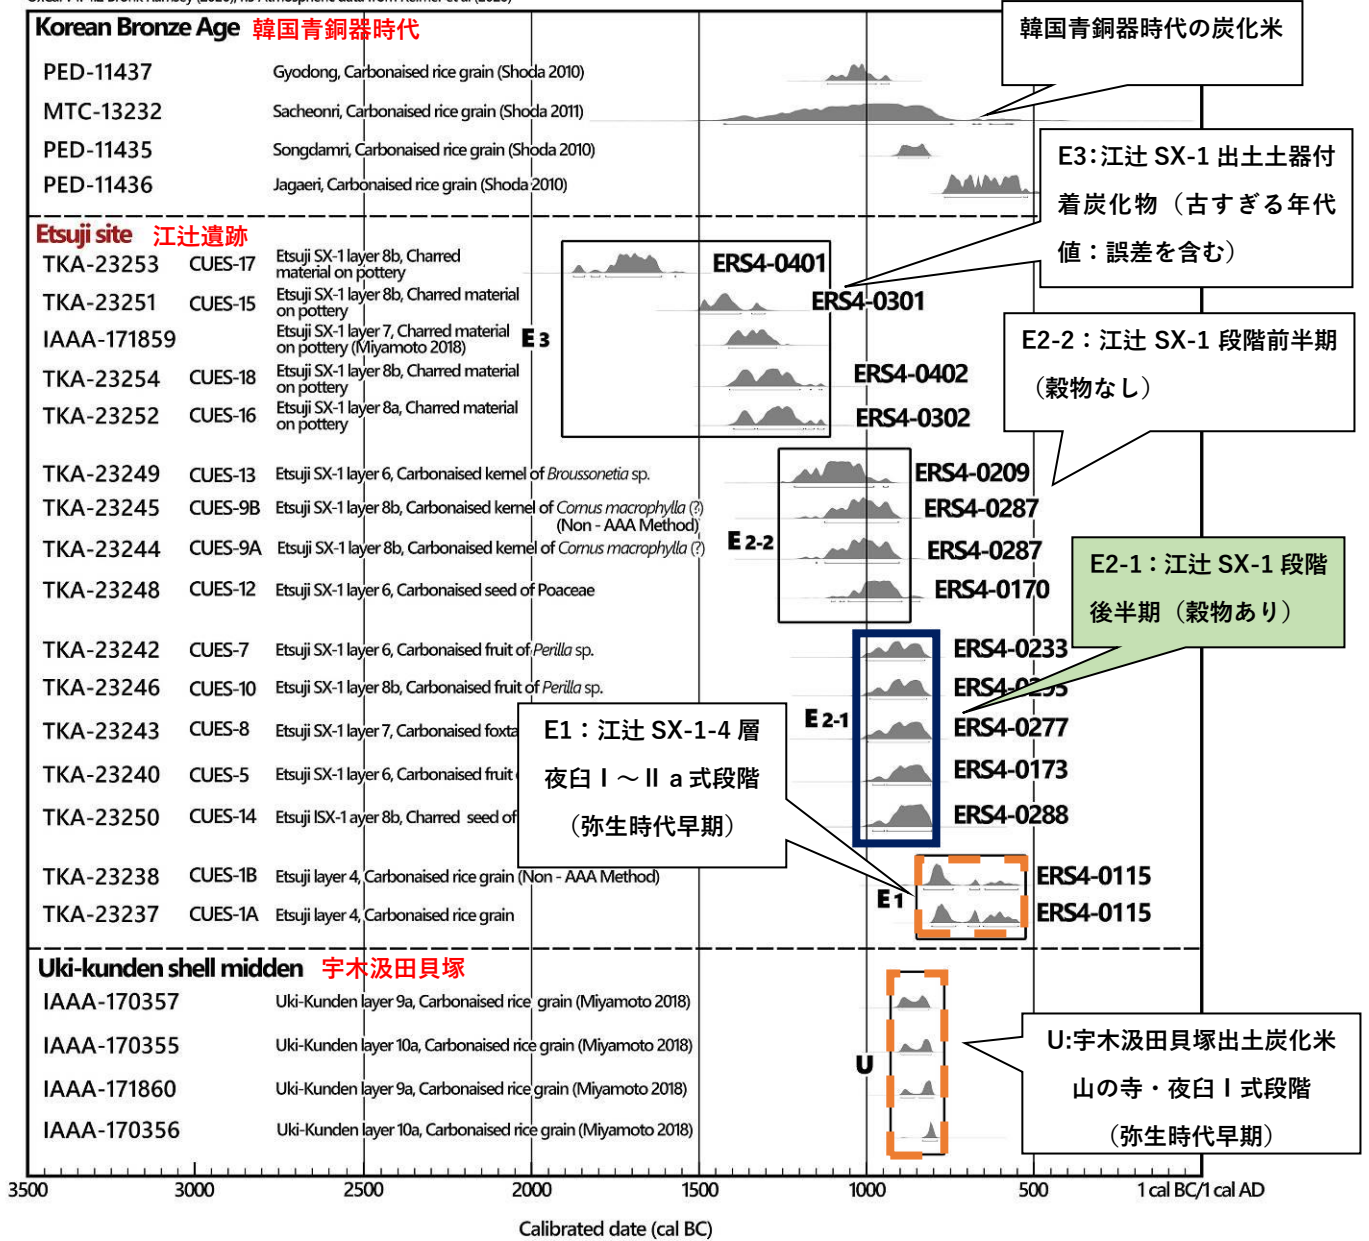 Korean Bronze Age 韓国青銅器時代
韓国青銅器時代の炭化米
PED-11437 Gyodong, Carbonaised rice grain (Shoda 2010)
MTC-13232 Sacheonri, Carbonaised rice grain (Shoda 2011)
PED-11435 Songdamri, Carbonaised rice grain (Shoda 2010)
PED-11436 Jagaeri, Carbonaised rice grain (Shoda 2010)
E3:江辻 SX-1 出土土器付
着炭化物（古すぎる年代
値：誤差を含む）
Etsuji site 江辻遺跡
TKA-23253 CUES-17 Etsuji SX-1 layer 8b, Charred
material on pottery ERS4-0401
TKA-23251 CUES-15 Etsuji SX-1 layer 8b, Charred material
on pottery ERS4-0301
IAAA-171859 Etsuji SX-1 layer 7, Charred material
on pottery (Miyamoto 2018)
E3
TKA-23254 CUES-18 Etsuji SX-1 layer 8b, Charred material
on pottery ERS4-0402
TKA-23252 CUES-16 Etsuji SX-1 layer 8a, Charred material
on pottery ERS4-0302
E2-2：江辻 SX-1 段階前半期
（穀物なし）
TKA-23249 CUES-13 Etsuji SX-1 layer 6, Carbonaised kernel of Broussonetia sp. ERS4-0209
TKA-23245 CUES-9B Etsuji SX-1 layer 8b, Carbonaised kernel of Cornus macrophylla (?)
(Non - AAA Method) ERS4-0287
TKA-23244 CUES-9A Etsuji SX-1 layer 8b, Carbonaised kernel of Cornus macrophylla (?) ERS4-0287
E 2-2
TKA-23248 CUES-12 Etsuji SX-1 layer 6, Carbonaised seed of Poaceae ERS4-0170
E2-1：江辻 SX-1 段階
後半期（穀物あり）
TKA-23242 CUES-7 Etsuji SX-1 layer 6, Carbonaised fruit of Perilla sp. ERS4-0233
TKA-23246 CUES-10 Etsuji SX-1 layer 8b, Carbonaised fruit of Perilla sp. ERS4-0295
E 2-1
TKA-23243 CUES-8 Etsuji SX-1 layer 7, Carbonaised foxta ERS4-0277
TKA-23240 CUES-5 Etsuji SX-1 layer 6, Carbonaised fruit ERS4-0173
TKA-23250 CUES-14 Etsuji ISX-1 ayer 8b, Charred seed of ERS4-0288
E1：江辻 SX-1-4 層
夜臼Ⅰ～Ⅱa 式段階
（弥生時代早期）
TKA-23238 CUES-1B Etsuji layer 4, Carbonaised rice grain (Non - AAA Method) ERS4-0115
E1
TKA-23237 CUES-1A Etsuji layer 4, Carbonaised rice grain ERS4-0115
Uki-kunden shell midden 宇木汲田貝塚
IAAA-170357 Uki-Kunden layer 9a, Carbonaised rice grain (Miyamoto 2018)
IAAA-170355 Uki-Kunden layer 10a, Carbonaised rice grain (Miyamoto 2018)
U
IAAA-171860 Uki-Kunden layer 9a, Carbonaised rice grain (Miyamoto 2018)
IAAA-170356 Uki-Kunden layer 10a, Carbonaised rice grain (Miyamoto 2018)
U:宇木汲田貝塚出土炭化米
山の寺・夜臼Ⅰ式段階
（弥生時代早期）
3500 3000 2500 2000 1500 1000 500 1 cal BC/1 cal AD
Calibrated date (cal BC)